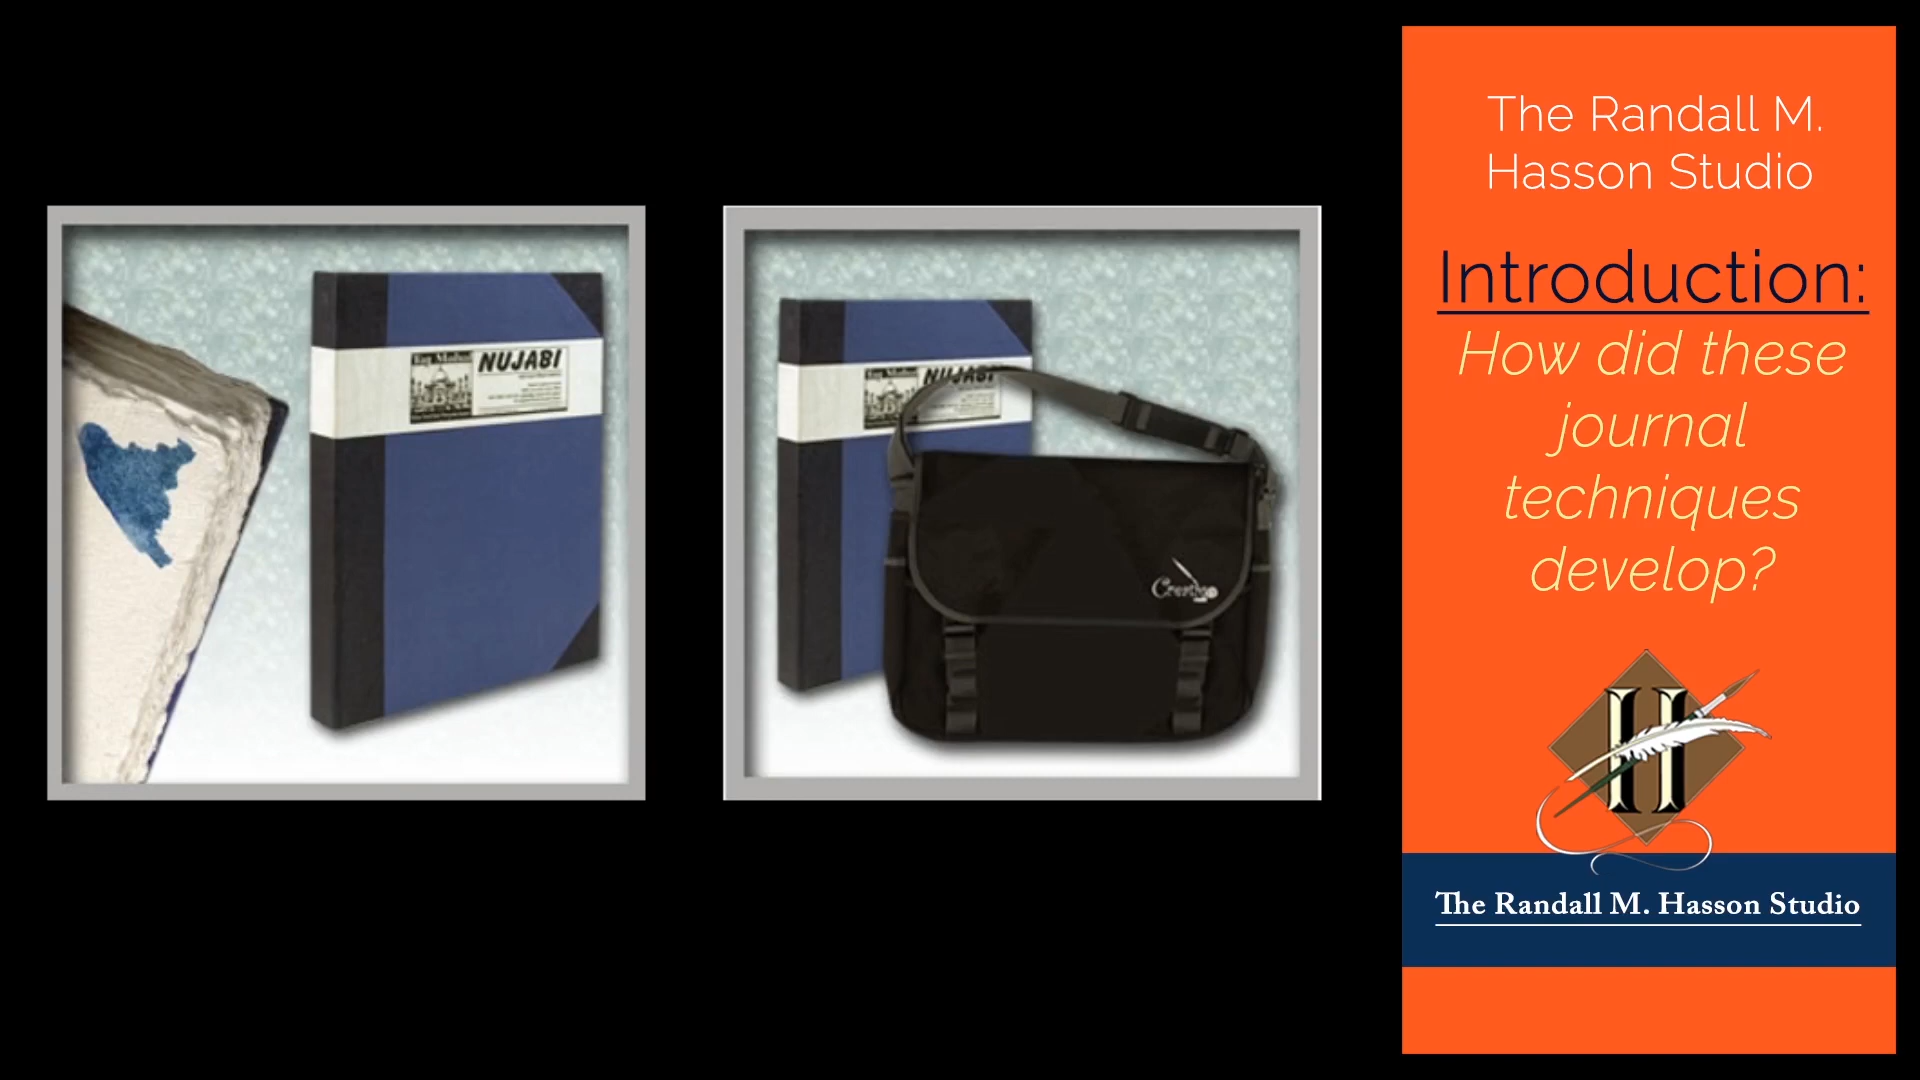 NUJABI
NUJABI
Creative
The Randall M.
Hasson Studio
Introduction:
How did these
journal
techniques
develop?
H
The Randall M. Hasson Studio